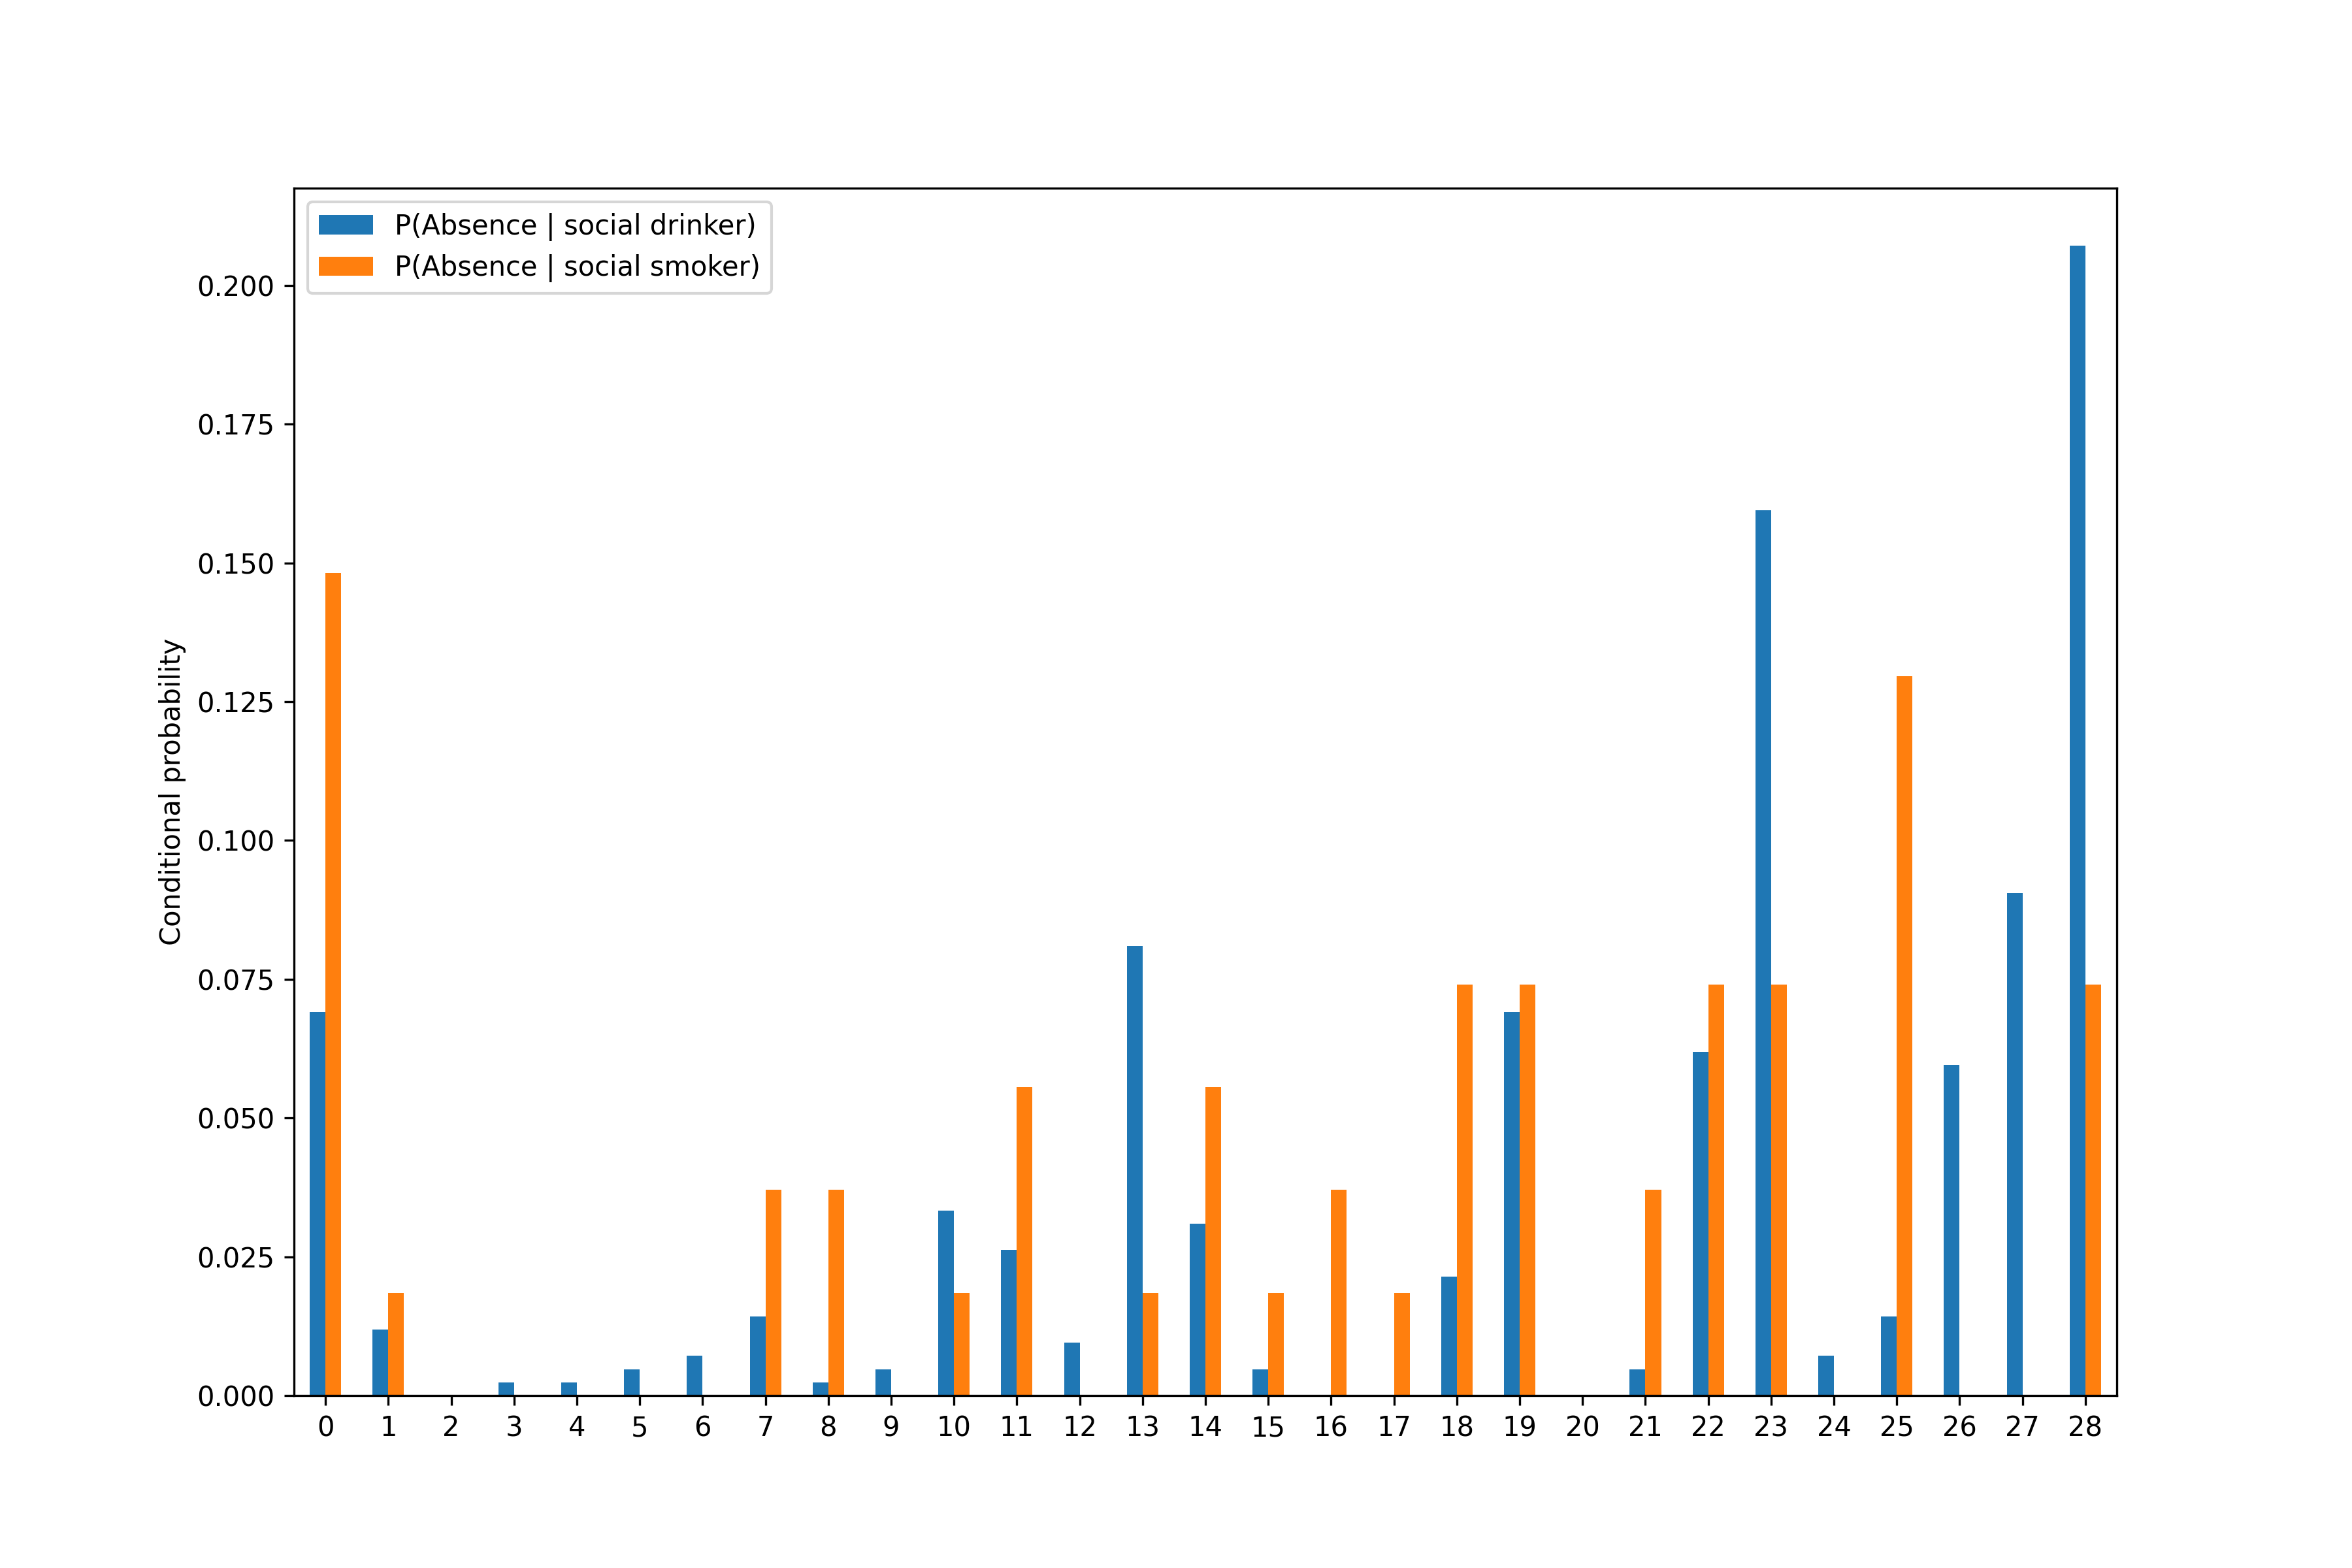 P(Absence | social drinker)
P(Absence | social smoker)
Conditional probability
0.200
0.175
0.150
0.125
0.100
0.075
0.050
0.025
0.000
0 1 2 3 4 5 6 7 8 9 10 11 12 13 14 15 16 17 18 19 20 21 22 23 24 25 26 27 28